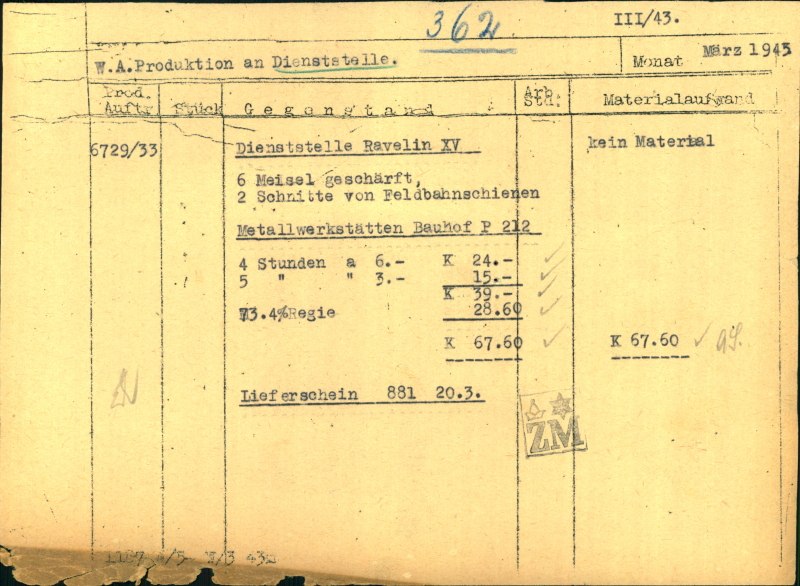 362
III/43.
W.A.Produktion an Dienststelle.
Monat März 1945
Prod. Auftr Stück Gegenstand Arb. Std. Materialaufwand
6729/33 Dienststelle Ravelin XV kein Material
6 Meisel geschärft,
2 Schnitte von Feldbahnschienen
Metallwerkstätten Bauhof P 212
4 Stunden a 6.- K 24.-
5 " " 3.- 15.-
K 39.-
73.4%Regie 28.60
K 67.60 K 67.60
Lieferschein 881 20.3.
ZM